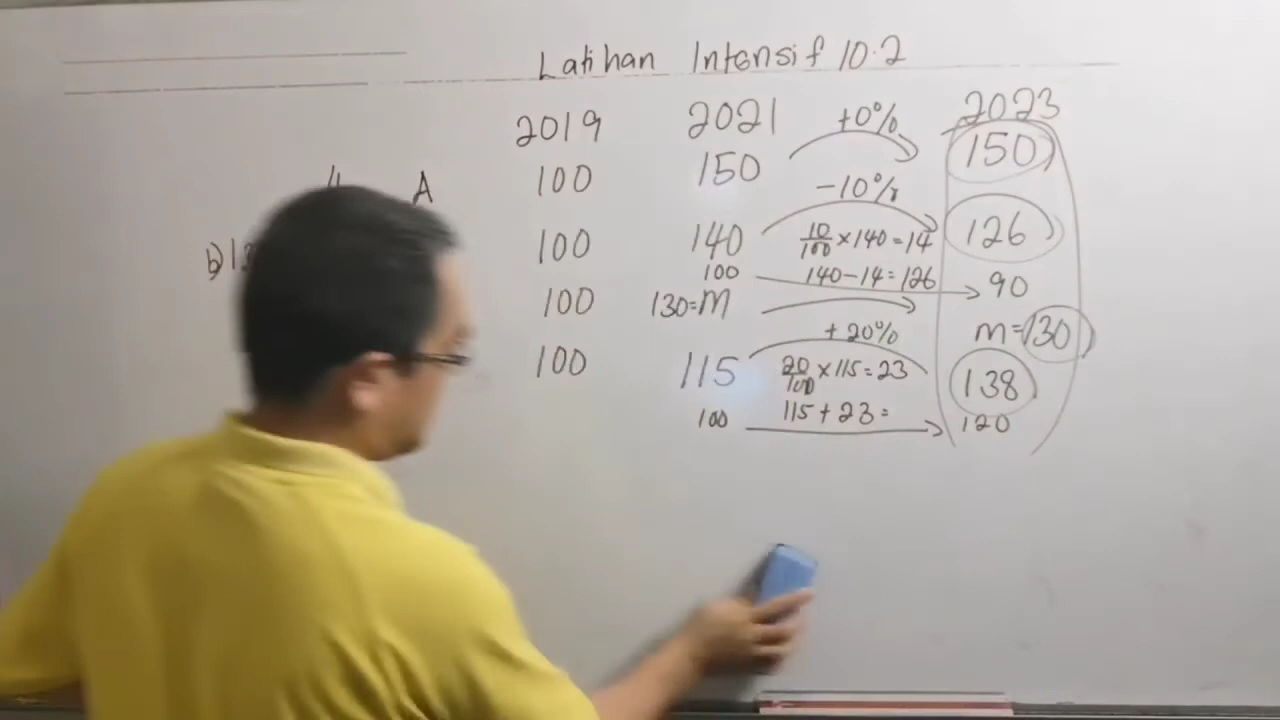 Latihan Intensif 10.2
2019 2021 +0% 2023
A 100 150 150
-10%
b) 100 140 10/100 × 140 = 14 126
100 140 - 14 = 126 90
100 130 = m m = 130
+ 20%
100 115 20/100 × 115 = 23 138
100 115 + 23 = 120